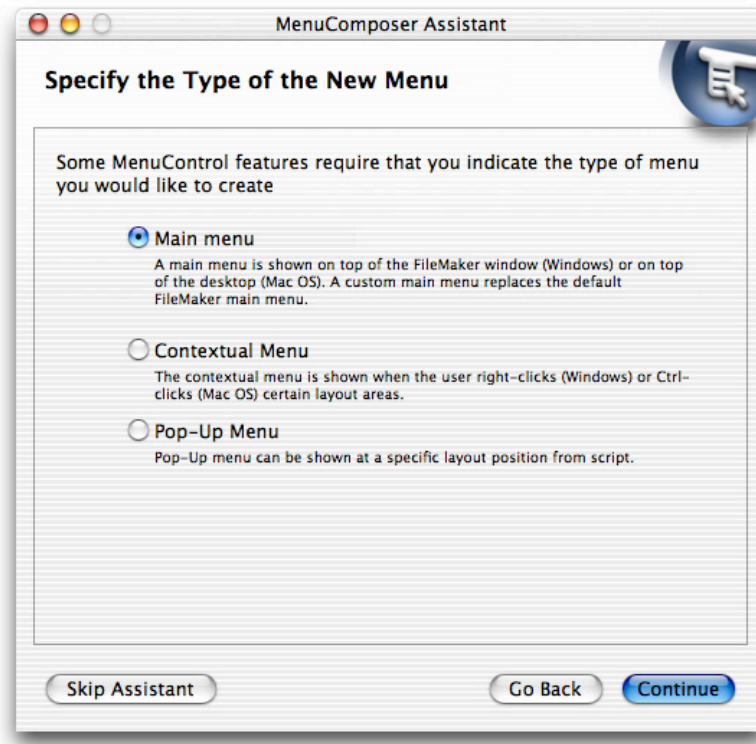 MenuComposer Assistant
Specify the Type of the New Menu
Some MenuControl features require that you indicate the type of menu
you would like to create
Main menu
A main menu is shown on top of the FileMaker window (Windows) or on top
of the desktop (Mac OS). A custom main menu replaces the default
FileMaker main menu.
Contextual Menu
The contextual menu is shown when the user right-clicks (Windows) or Ctrl-
clicks (Mac OS) certain layout areas.
Pop-Up Menu
Pop-Up menu can be shown at a specific layout position from script.
Skip Assistant
Go Back
Continue